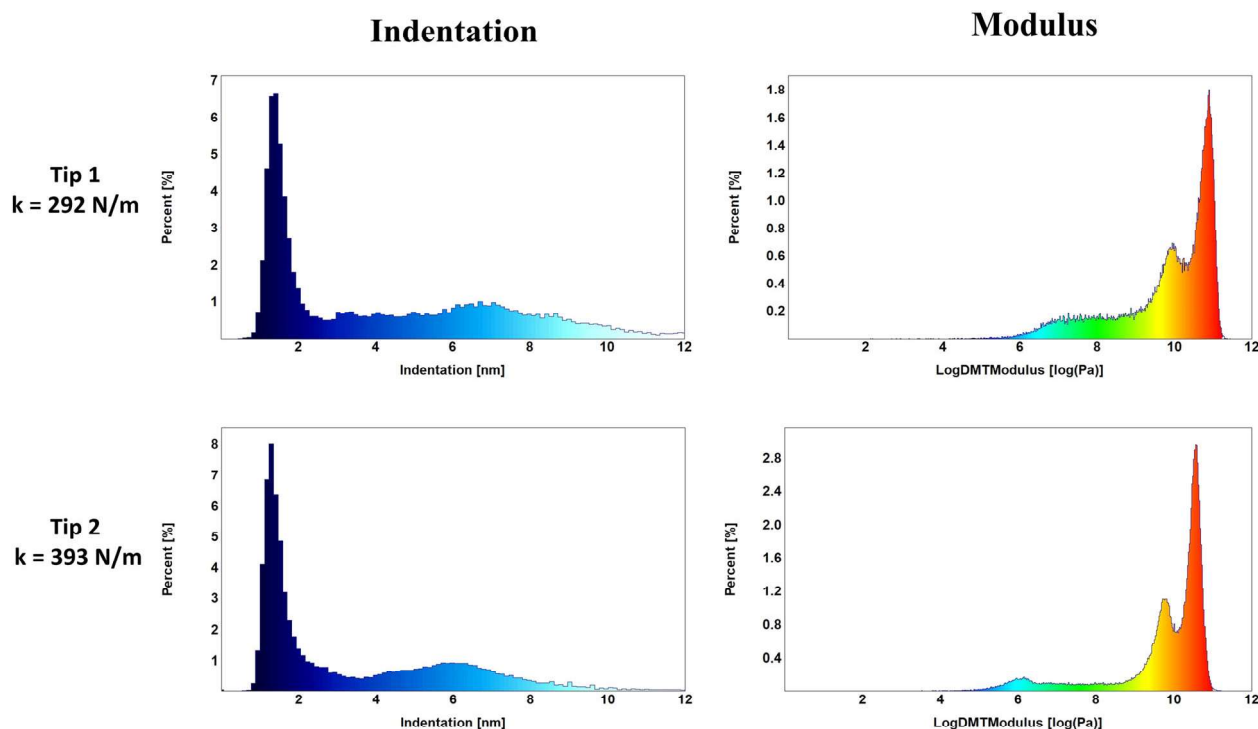 Indentation
Modulus
Tip 1
k = 292 N/m
Percent [%]
7
6
5
4
3
2
1
2 4 6 8 10 12
Indentation [nm]
Percent [%]
1.8
1.6
1.4
1.2
1.0
0.8
0.6
0.4
0.2
2 4 6 8 10 12
LogDMTModulus [log(Pa)]
Tip 2
k = 393 N/m
Percent [%]
8
7
6
5
4
3
2
1
2 4 6 8 10 12
Indentation [nm]
Percent [%]
2.8
2.4
2.0
1.6
1.2
0.8
0.4
2 4 6 8 10 12
LogDMTModulus [log(Pa)]